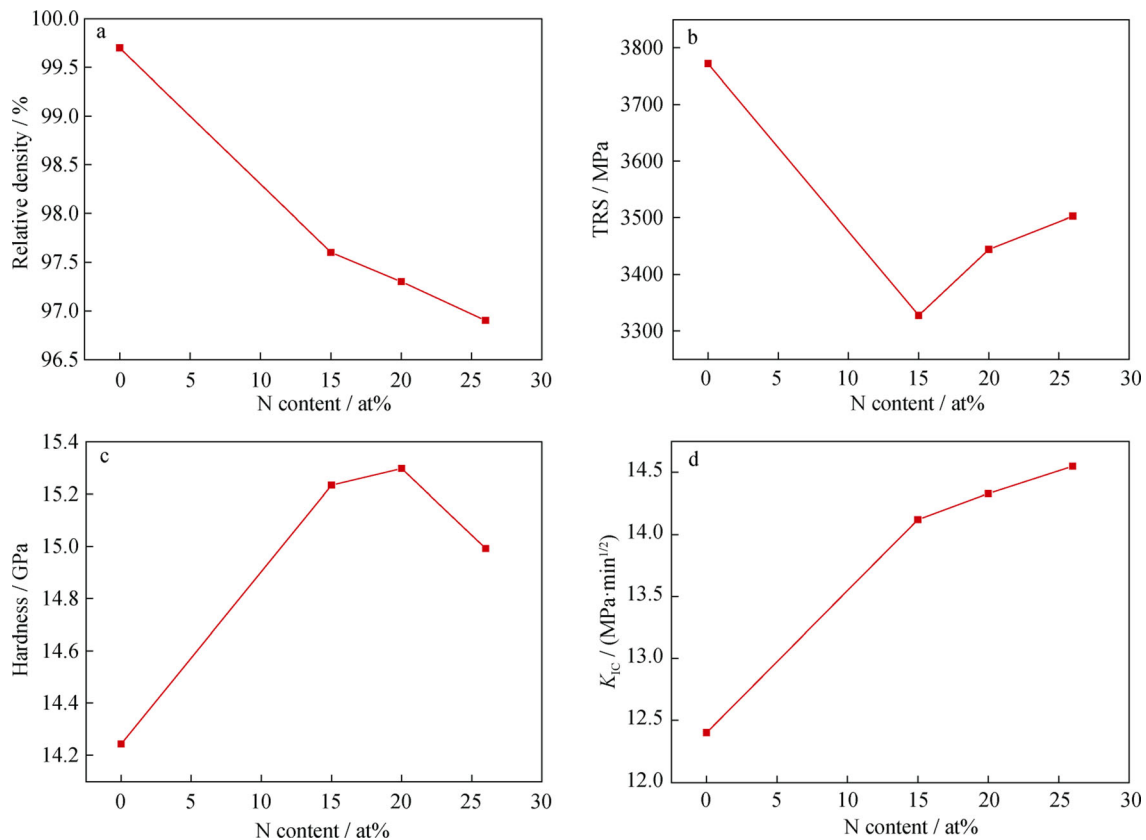 a
100.0
99.5
99.0
98.5
98.0
97.5
97.0
96.5
Relative density / %
0 5 10 15 20 25 30
N content / at%
b
3800
3700
3600
3500
3400
3300
TRS / MPa
0 5 10 15 20 25 30
N content / at%
c
15.4
15.2
15.0
14.8
14.6
14.4
14.2
Hardness / GPa
0 5 10 15 20 25 30
N content / at%
d
14.5
14.0
13.5
13.0
12.5
12.0
K_IC / (MPa·min^1/2)
0 5 10 15 20 25 30
N content / at%